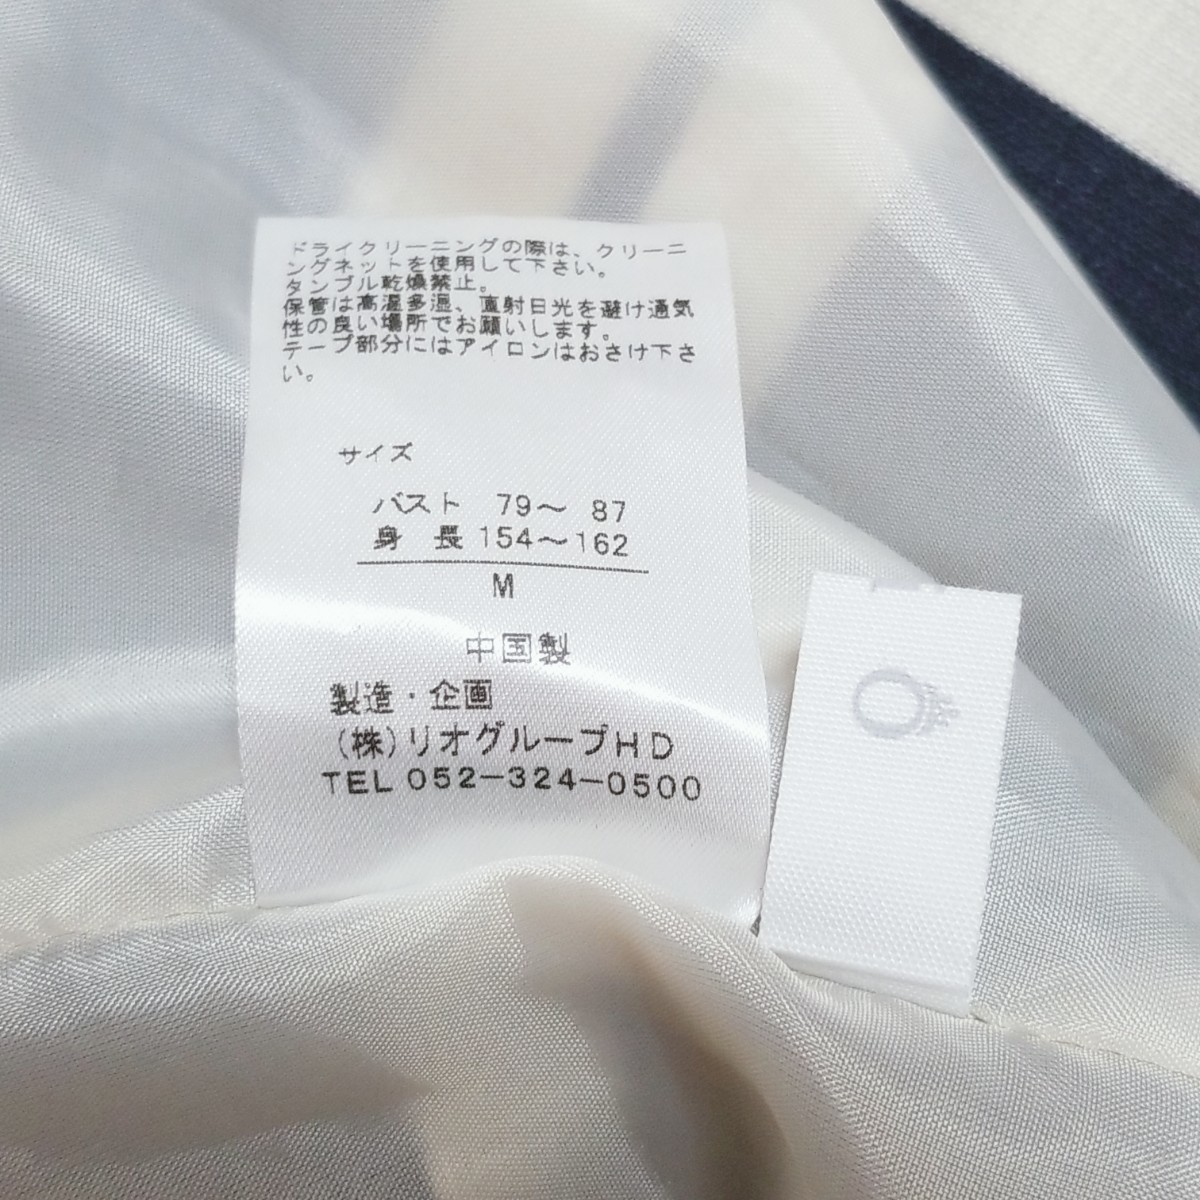 ドライクリーニングの際は、クリーニ
ングネットを使用して下さい。
タンブル乾燥禁止。
保管は高温多湿、直射日光を避け通気
性の良い場所でお願いします。
テープ部分にはアイロンはおさけ下さ
い。
サイズ
バスト 79〜 87
身 長 154〜162
M
中国製
製造・企画
(株)リオグループHD
TEL 052−324−0500